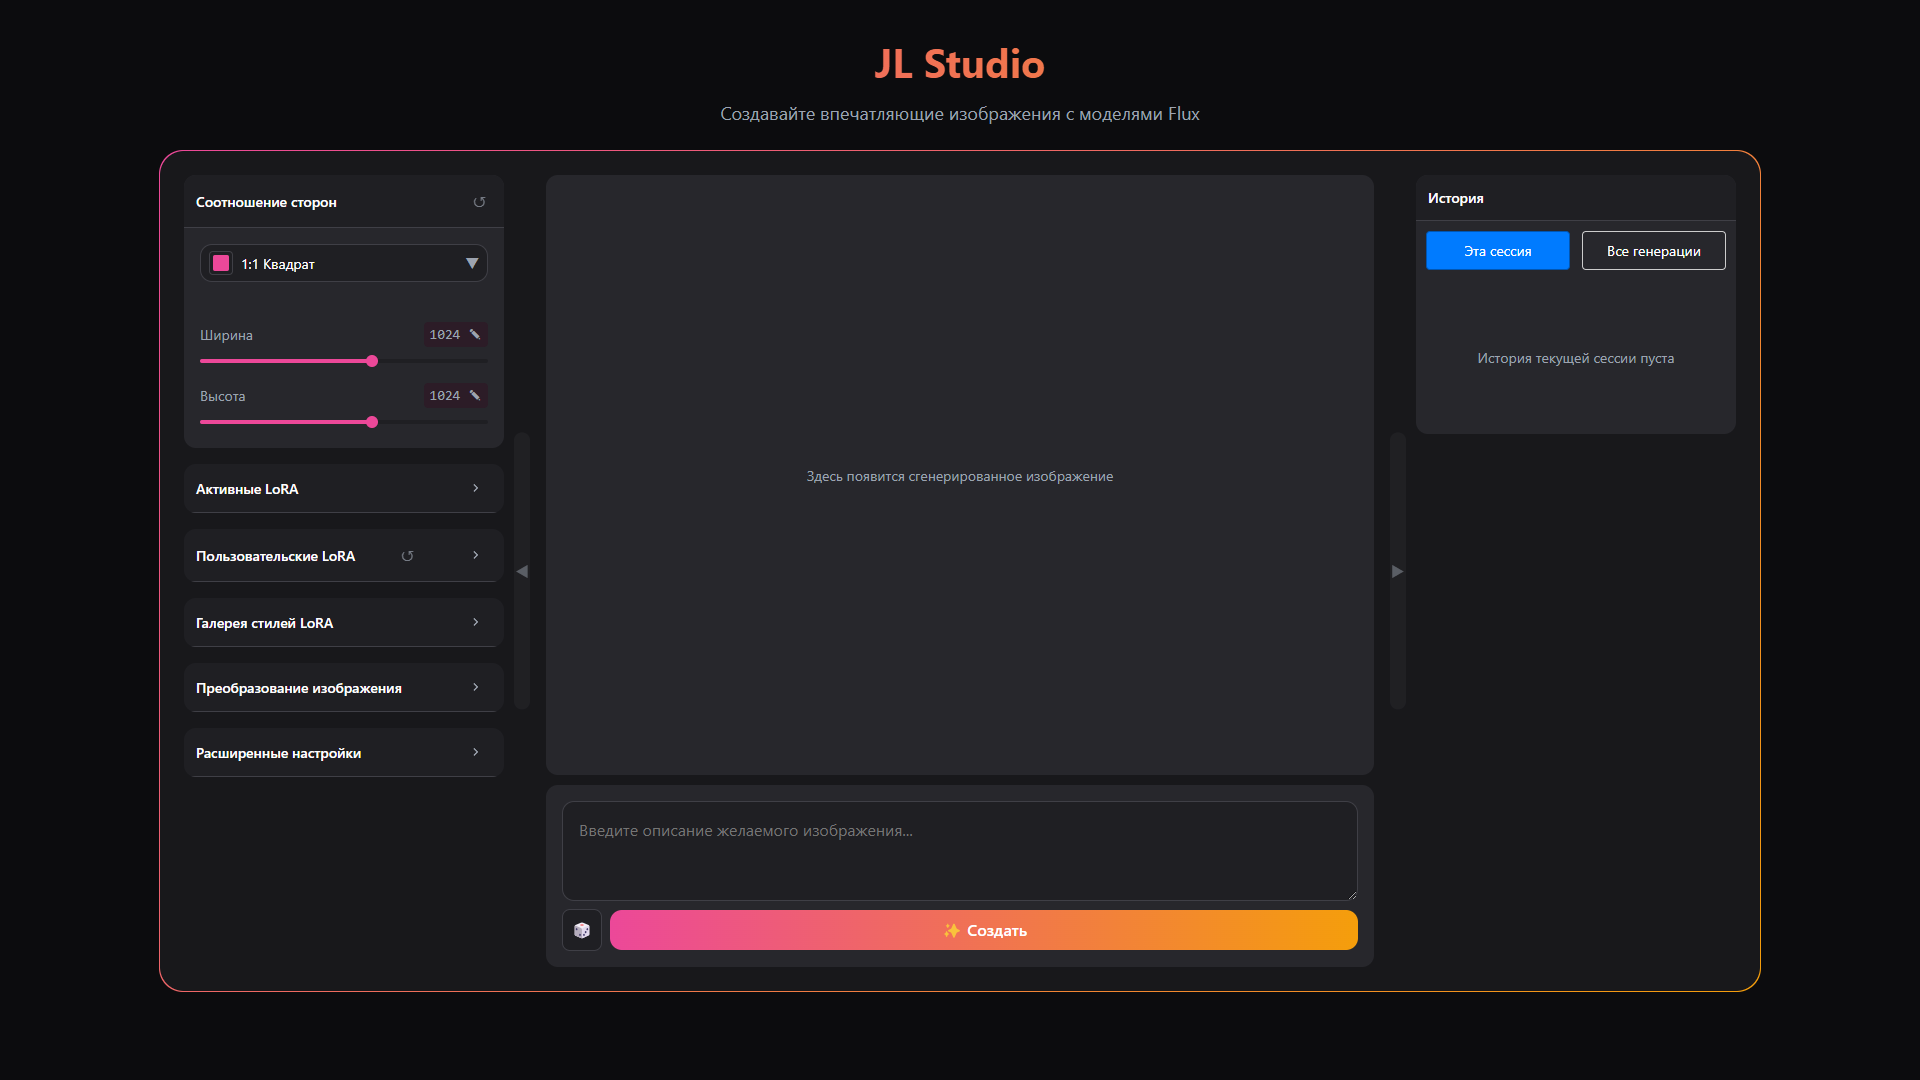 JL Studio
Создавайте впечатляющие изображения с моделями Flux
Соотношение сторон
1:1 Квадрат
Ширина
1024
Высота
1024
Активные LoRA
Пользовательские LoRA
Галерея стилей LoRA
Преобразование изображения
Расширенные настройки
Здесь появится сгенерированное изображение
Введите описание желаемого изображения...
✨ Создать
История
Эта сессия
Все генерации
История текущей сессии пуста